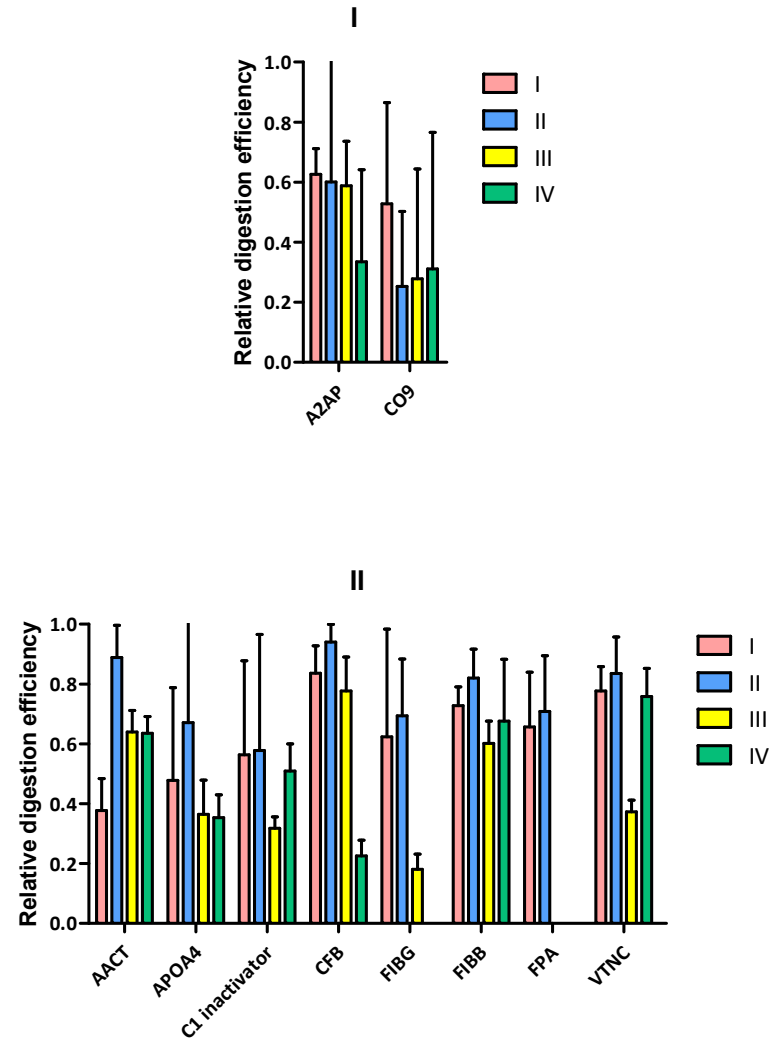 I
Relative digestion efficiency
1.0
0.8
0.6
0.4
0.2
0.0
A2AP
CO9
I
II
III
IV
II
Relative digestion efficiency
1.0
0.8
0.6
0.4
0.2
0.0
AACT
APOA4
C1 inactivator
CFB
FIBG
FIBB
FPA
VTNC
I
II
III
IV